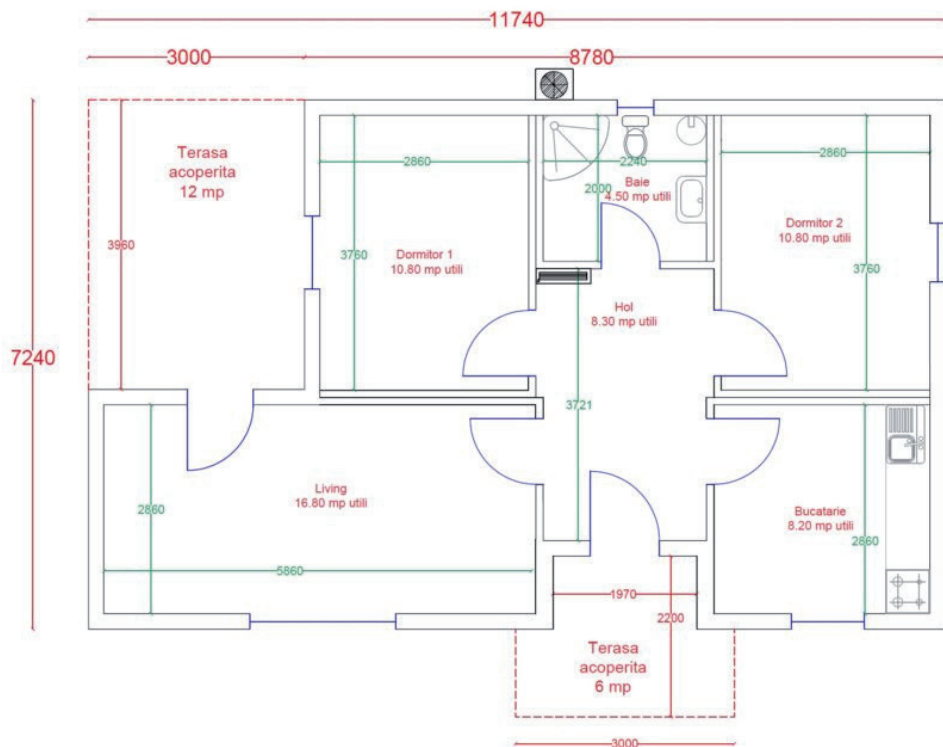 11740
3000
8780
Terasa
acoperita
12 mp
2860
2240
2860
Baie
4.50 mp utili
2000
3960
3760
Dormitor 1
10.80 mp utili
Dormitor 2
10.80 mp utili
3760
Hol
8.30 mp utili
7240
3721
Living
16.80 mp utili
2860
Bucatarie
8.20 mp utili
2860
5860
1970
2200
Terasa
acoperita
6 mp
3000